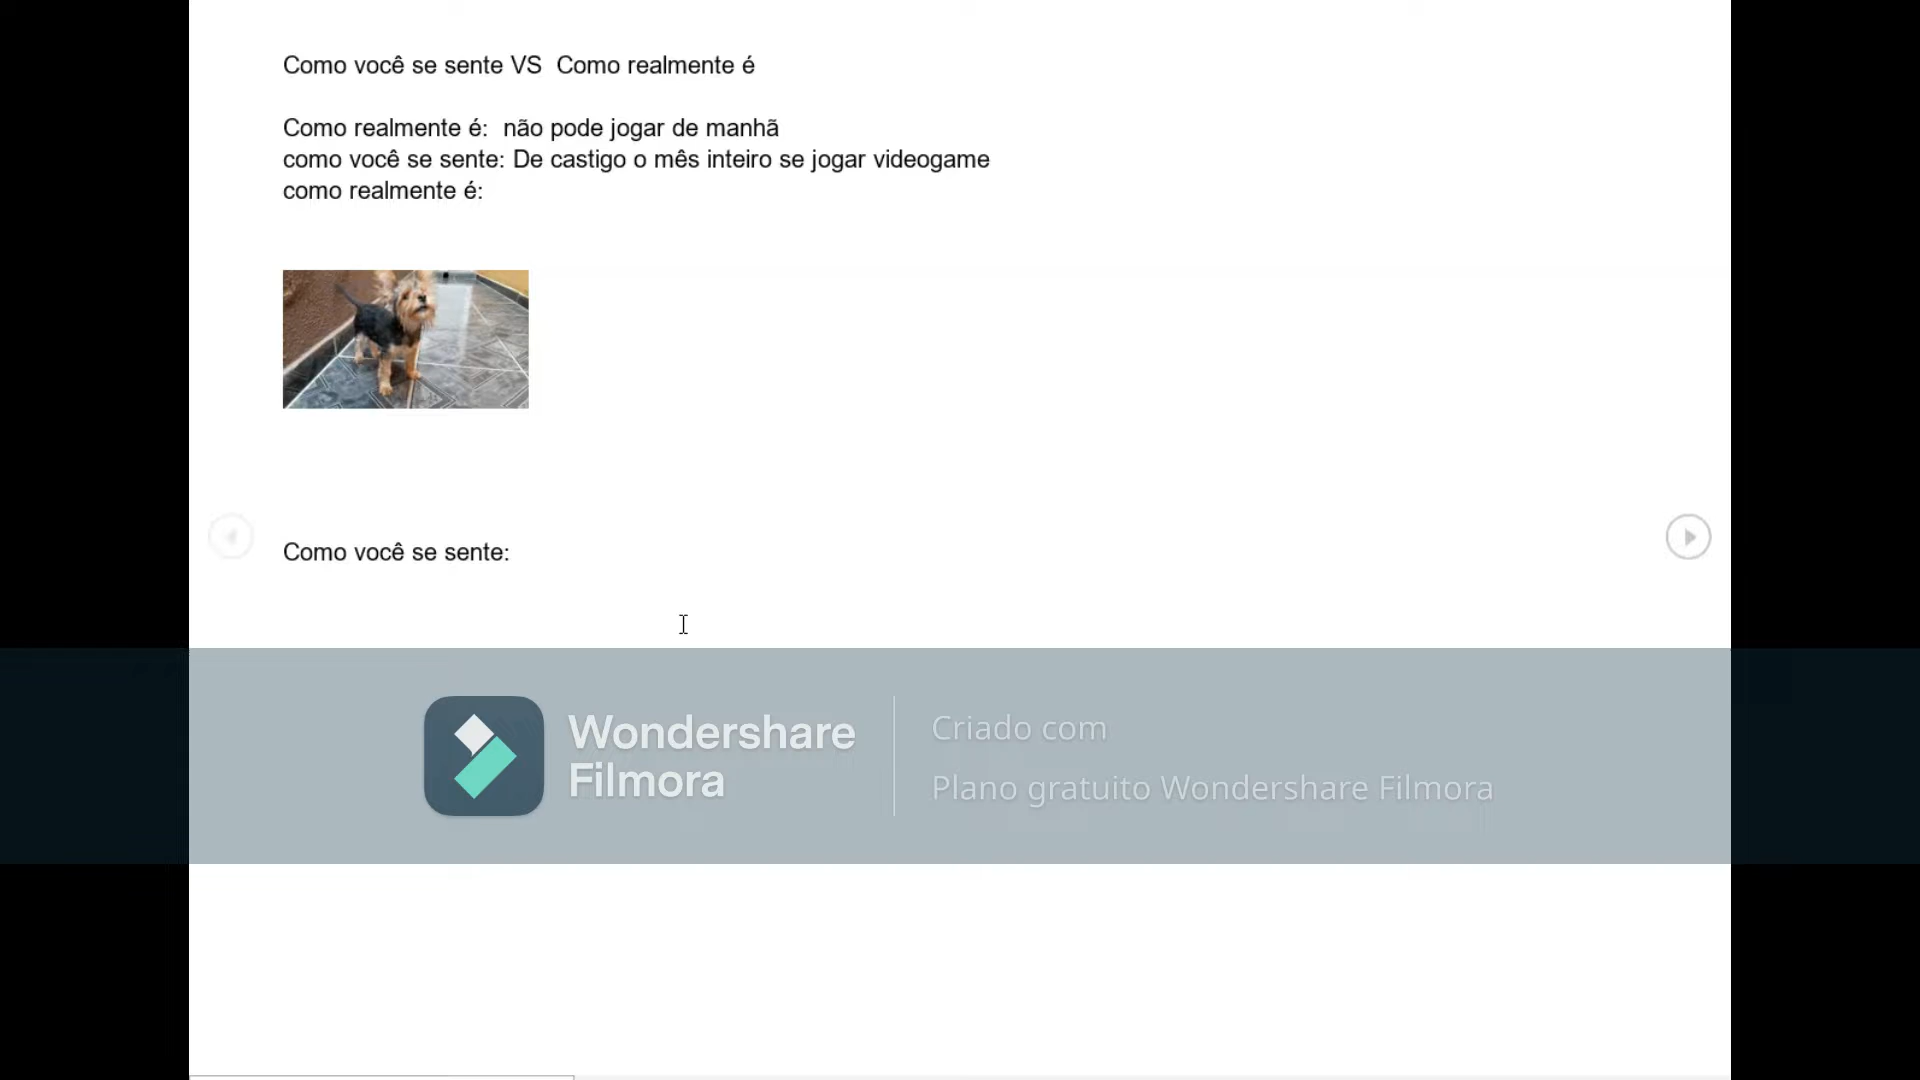 Como você se sente VS  Como realmente é
Como realmente é:  não pode jogar de manhã
como você se sente: De castigo o mês inteiro se jogar videogame
como realmente é:
Como você se sente:
Wondershare
Filmora
Criado com
Plano gratuito Wondershare Filmora